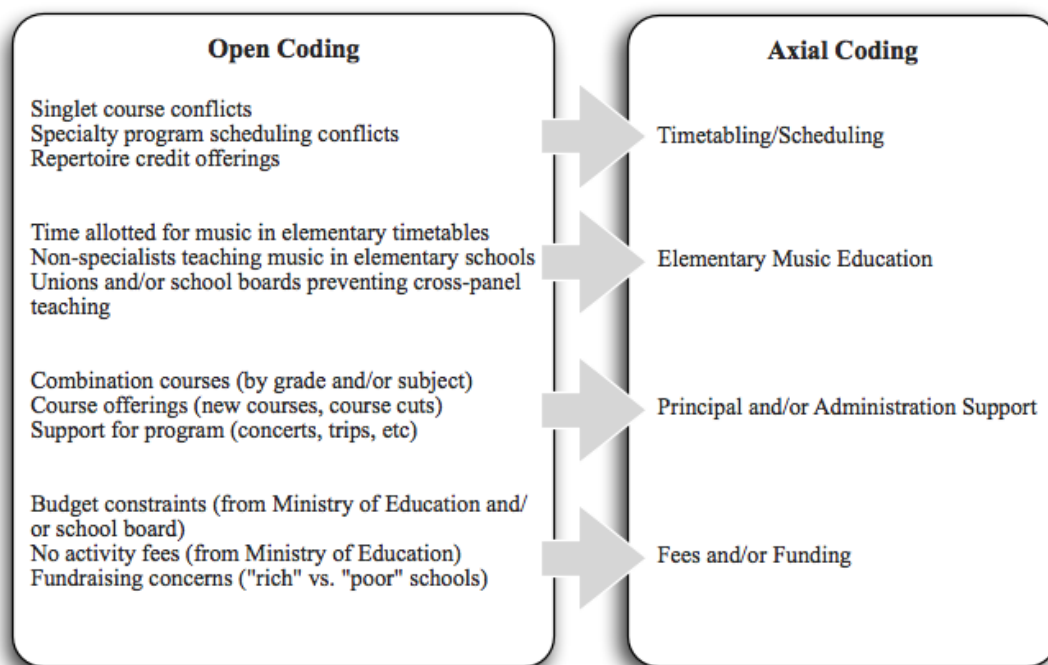 Open Coding
Singlet course conflicts
Specialty program scheduling conflicts
Repertoire credit offerings
Time allotted for music in elementary timetables
Non-specialists teaching music in elementary schools
Unions and/or school boards preventing cross-panel
teaching
Combination courses (by grade and/or subject)
Course offerings (new courses, course cuts)
Support for program (concerts, trips, etc)
Budget constraints (from Ministry of Education and/
or school board)
No activity fees (from Ministry of Education)
Fundraising concerns ("rich" vs. "poor" schools)
Axial Coding
Timetabling/Scheduling
Elementary Music Education
Principal and/or Administration Support
Fees and/or Funding